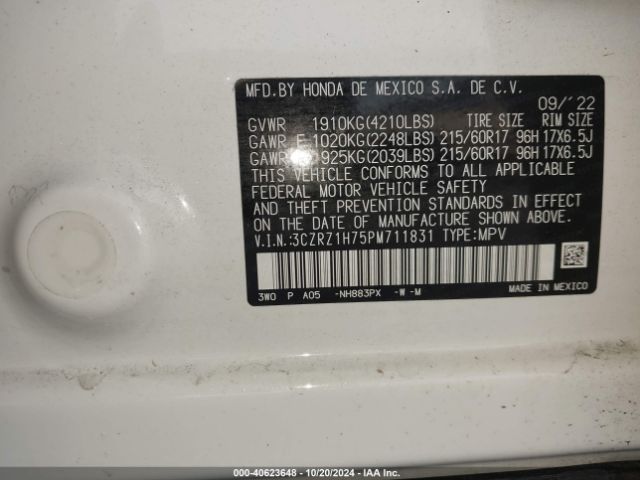 MFD.BY HONDA DE MEXICO S.A. DE C.V.
09/´22
GVWR 1910KG(4210LBS) TIRE SIZE RIM SIZE
GAWR F 1020KG(2248LBS) 215/60R17 96H 17X6.5J
GAWR 925KG(2039LBS) 215/60R17 96H 17X6.5J
THIS VEHICLE CONFORMS TO ALL APPLICABLE
FEDERAL MOTOR VEHICLE SAFETY
AND THEFT PREVENTION STANDARDS IN EFFECT
ON THE DATE OF MANUFACTURE SHOWN ABOVE.
V.I.N.:3CZRZ1H75PM711831 TYPE:MPV
3W0 P A05 -NH883PX -W -M
MADE IN MEXICO
000-40623648 - 10/20/2024 - IAAI.com